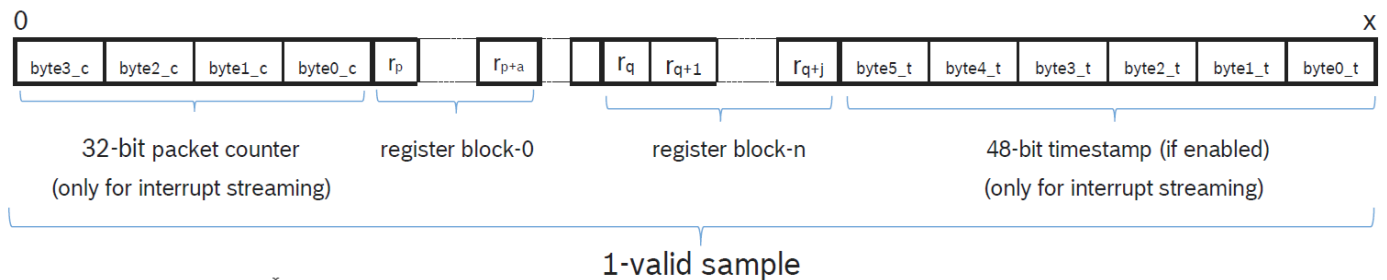 0 x
byte3_c byte2_c byte1_c byte0_c rp rp+a rq rq+1 rq+j byte5_t byte4_t byte3_t byte2_t byte1_t byte0_t
32-bit packet counter register block-0 register block-n 48-bit timestamp (if enabled)
(only for interrupt streaming) (only for interrupt streaming)
1-valid sample